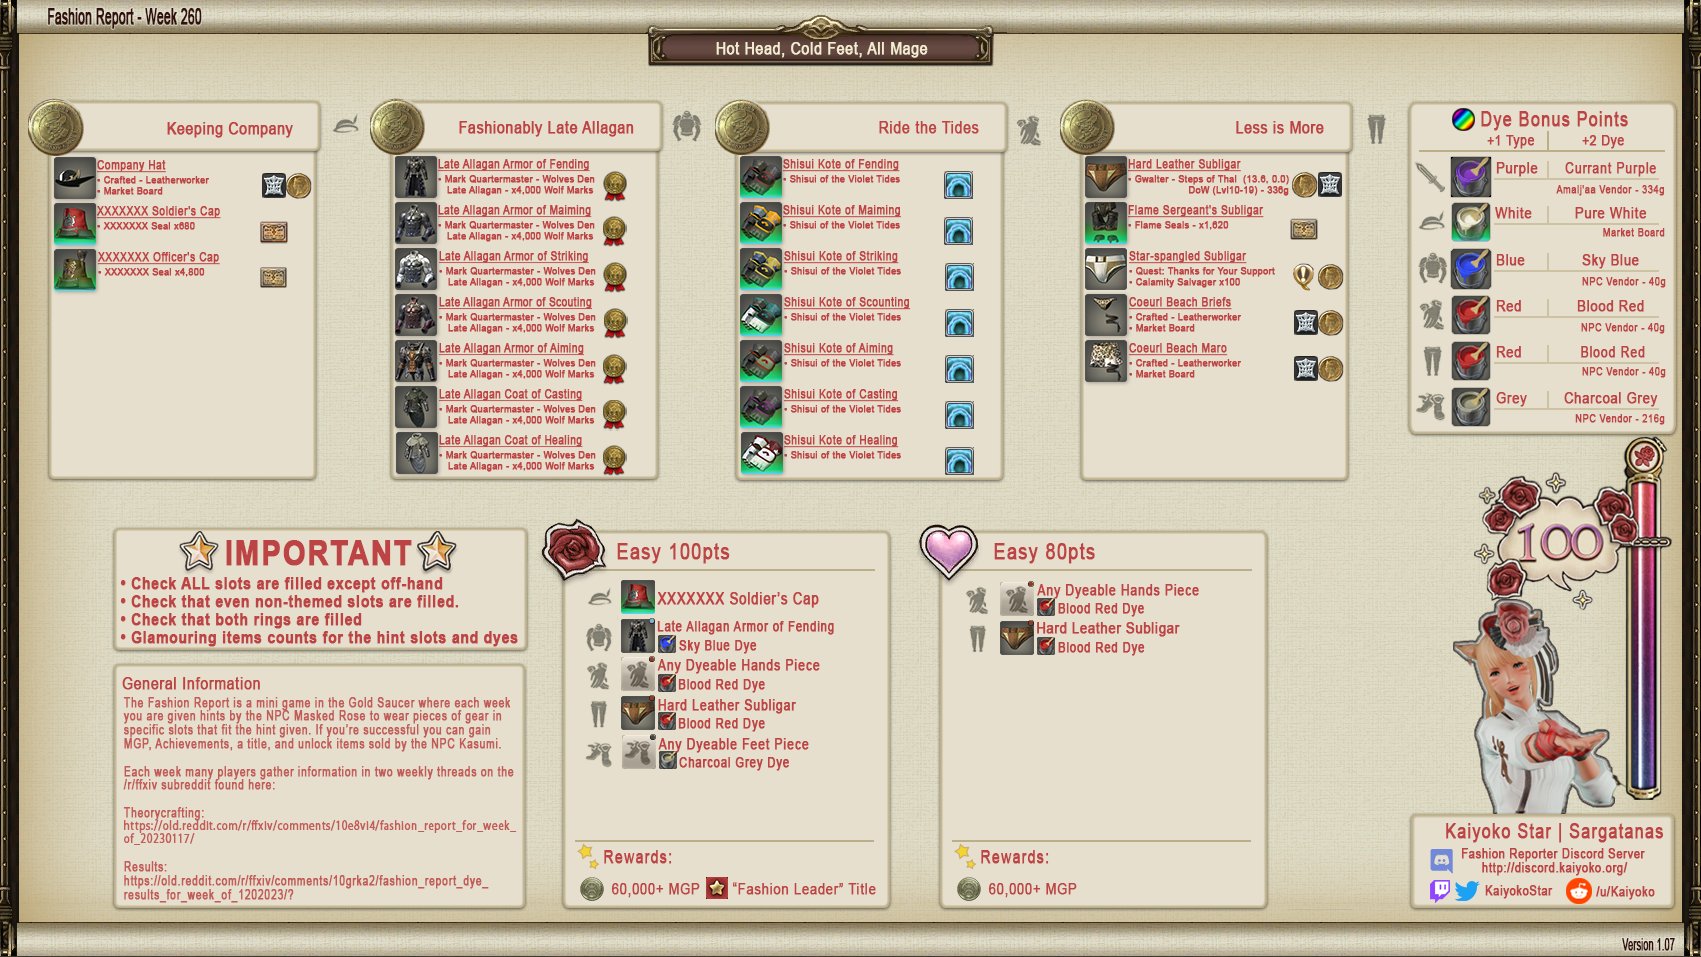 Fashion Report - Week 260
Hot Head, Cold Feet, All Mage
Keeping Company
Company Hat
• Crafted - Leatherworker
• Market Board
XXXXXXX Soldier's Cap
• XXXXXXX Seal x680
XXXXXXX Officer's Cap
• XXXXXXX Seal x4,800
Fashionably Late Allagan
Late Allagan Armor of Fending
• Mark Quartermaster - Wolves Den
Late Allagan - x4,000 Wolf Marks
Late Allagan Armor of Maiming
• Mark Quartermaster - Wolves Den
Late Allagan - x4,000 Wolf Marks
Late Allagan Armor of Striking
• Mark Quartermaster - Wolves Den
Late Allagan - x4,000 Wolf Marks
Late Allagan Armor of Scouting
• Mark Quartermaster - Wolves Den
Late Allagan - x4,000 Wolf Marks
Late Allagan Armor of Aiming
• Mark Quartermaster - Wolves Den
Late Allagan - x4,000 Wolf Marks
Late Allagan Coat of Casting
• Mark Quartermaster - Wolves Den
Late Allagan - x4,000 Wolf Marks
Late Allagan Coat of Healing
• Mark Quartermaster - Wolves Den
Late Allagan - x4,000 Wolf Marks
Ride the Tides
Shisui Kote of Fending
• Shisui of the Violet Tides
Shisui Kote of Maiming
• Shisui of the Violet Tides
Shisui Kote of Striking
• Shisui of the Violet Tides
Shisui Kote of Scounting
• Shisui of the Violet Tides
Shisui Kote of Aiming
• Shisui of the Violet Tides
Shisui Kote of Casting
• Shisui of the Violet Tides
Shisui Kote of Healing
• Shisui of the Violet Tides
Less is More
Hard Leather Subligar
• Gwalter - Steps of Thal (13.6, 0.0)
DoW (Lvl10-19) - 336g
Flame Sergeant's Subligar
• Flame Seals - x1,620
Star-spangled Subligar
• Quest: Thanks for Your Support
• Calamity Salvager x100
Coeurl Beach Briefs
• Crafted - Leatherworker
• Market Board
Coeurl Beach Maro
• Crafted - Leatherworker
• Market Board
Dye Bonus Points
+1 Type | +2 Dye
Purple | Currant Purple
Amalj'aa Vendor - 334g
White | Pure White
Market Board
Blue | Sky Blue
NPC Vendor - 40g
Red | Blood Red
NPC Vendor - 40g
Red | Blood Red
NPC Vendor - 40g
Grey | Charcoal Grey
NPC Vendor - 216g
IMPORTANT
• Check ALL slots are filled except off-hand
• Check that even non-themed slots are filled.
• Check that both rings are filled
• Glamouring items counts for the hint slots and dyes
General Information
The Fashion Report is a mini game in the Gold Saucer where each week
you are given hints by the NPC Masked Rose to wear pieces of gear in
specific slots that fit the hint given. If you're successful you can gain
MGP, Achievements, a title, and unlock items sold by the NPC Kasumi.
Each week many players gather information in two weekly threads on the
/r/ffxiv subreddit found here:
Theorycrafting:
https://old.reddit.com/r/ffxiv/comments/10e8vi4/fashion_report_for_week_
of_20230117/
Results:
https://old.reddit.com/r/ffxiv/comments/10grka2/fashion_report_dye_
results_for_week_of_1202023/?
Easy 100pts
XXXXXXX Soldier's Cap
Late Allagan Armor of Fending
Sky Blue Dye
Any Dyeable Hands Piece
Blood Red Dye
Hard Leather Subligar
Blood Red Dye
Any Dyeable Feet Piece
Charcoal Grey Dye
Rewards:
60,000+ MGP
"Fashion Leader" Title
Easy 80pts
Any Dyeable Hands Piece
Blood Red Dye
Hard Leather Subligar
Blood Red Dye
Rewards:
60,000+ MGP
100
Kaiyoko Star | Sargatanas
Fashion Reporter Discord Server
http://discord.kaiyoko.org/
KaiyokoStar
/u/Kaiyoko
Version 1.07